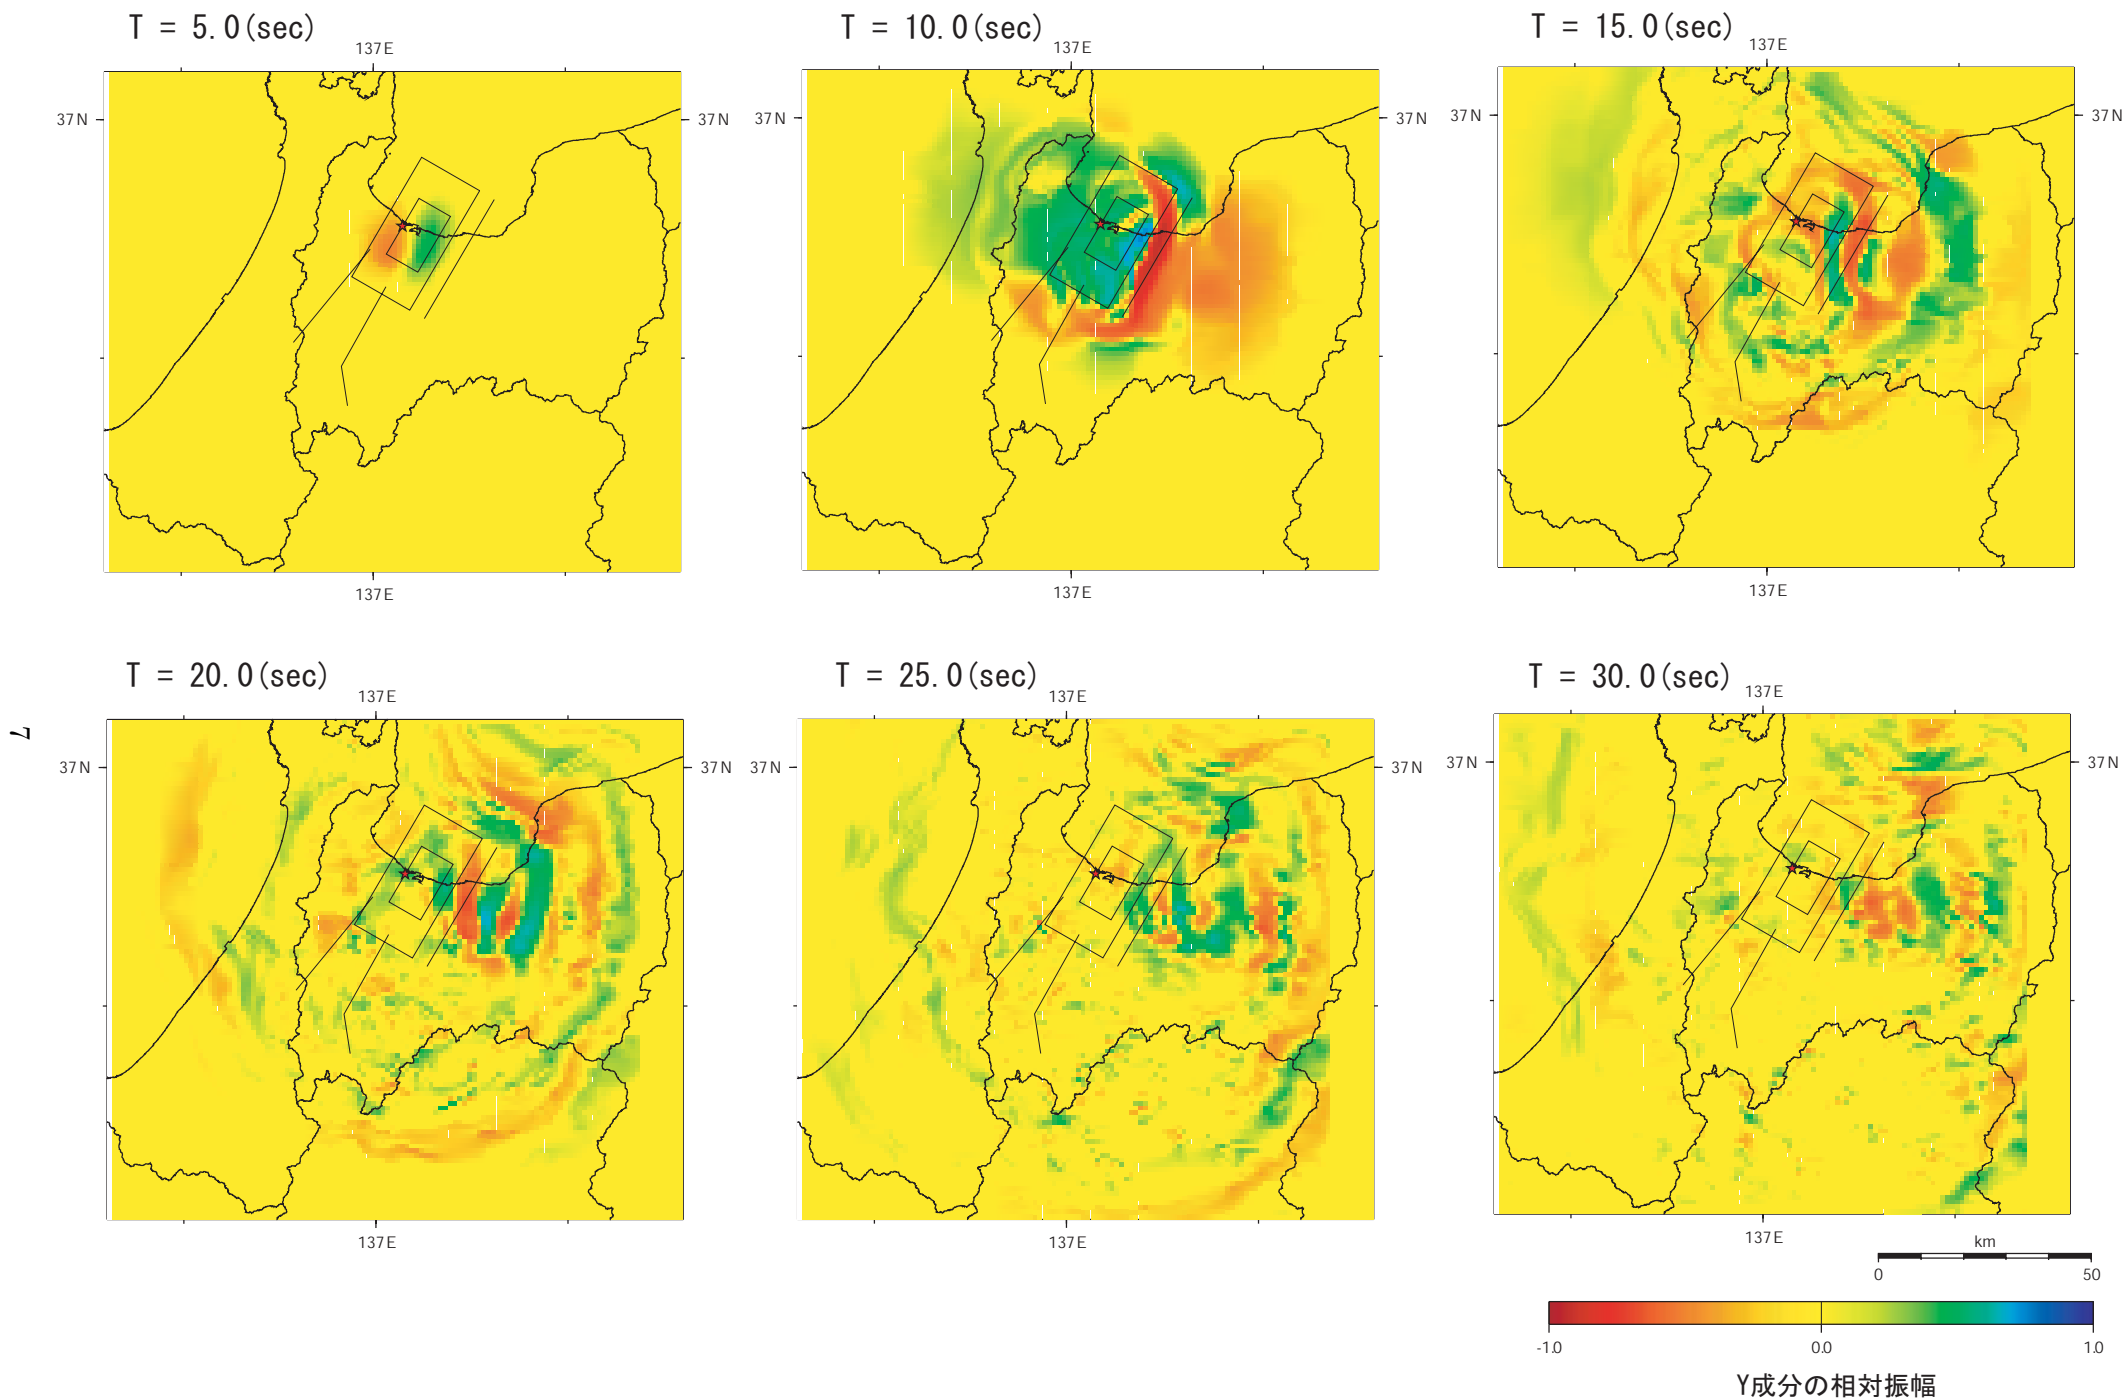 T = 5.0(sec)
137E
37N
37N
137E
T = 10.0(sec)
137E
37N
37N
137E
T = 15.0(sec)
137E
37N
37N
137E
T = 20.0(sec)
137E
37N
37N
137E
T = 25.0(sec)
137E
37N
137E
T = 30.0(sec)
137E
37N
37N
137E
7
km
0
50
-1.0
0.0
1.0
Y成分の相対振幅